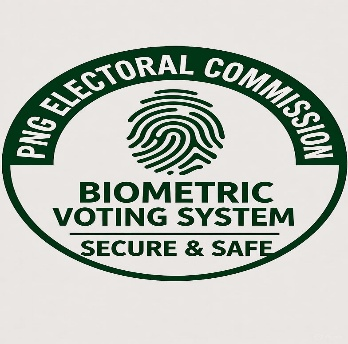 PNG ELECTORAL COMMISSION
BIOMETRIC
VOTING SYSTEM
SECURE & SAFE